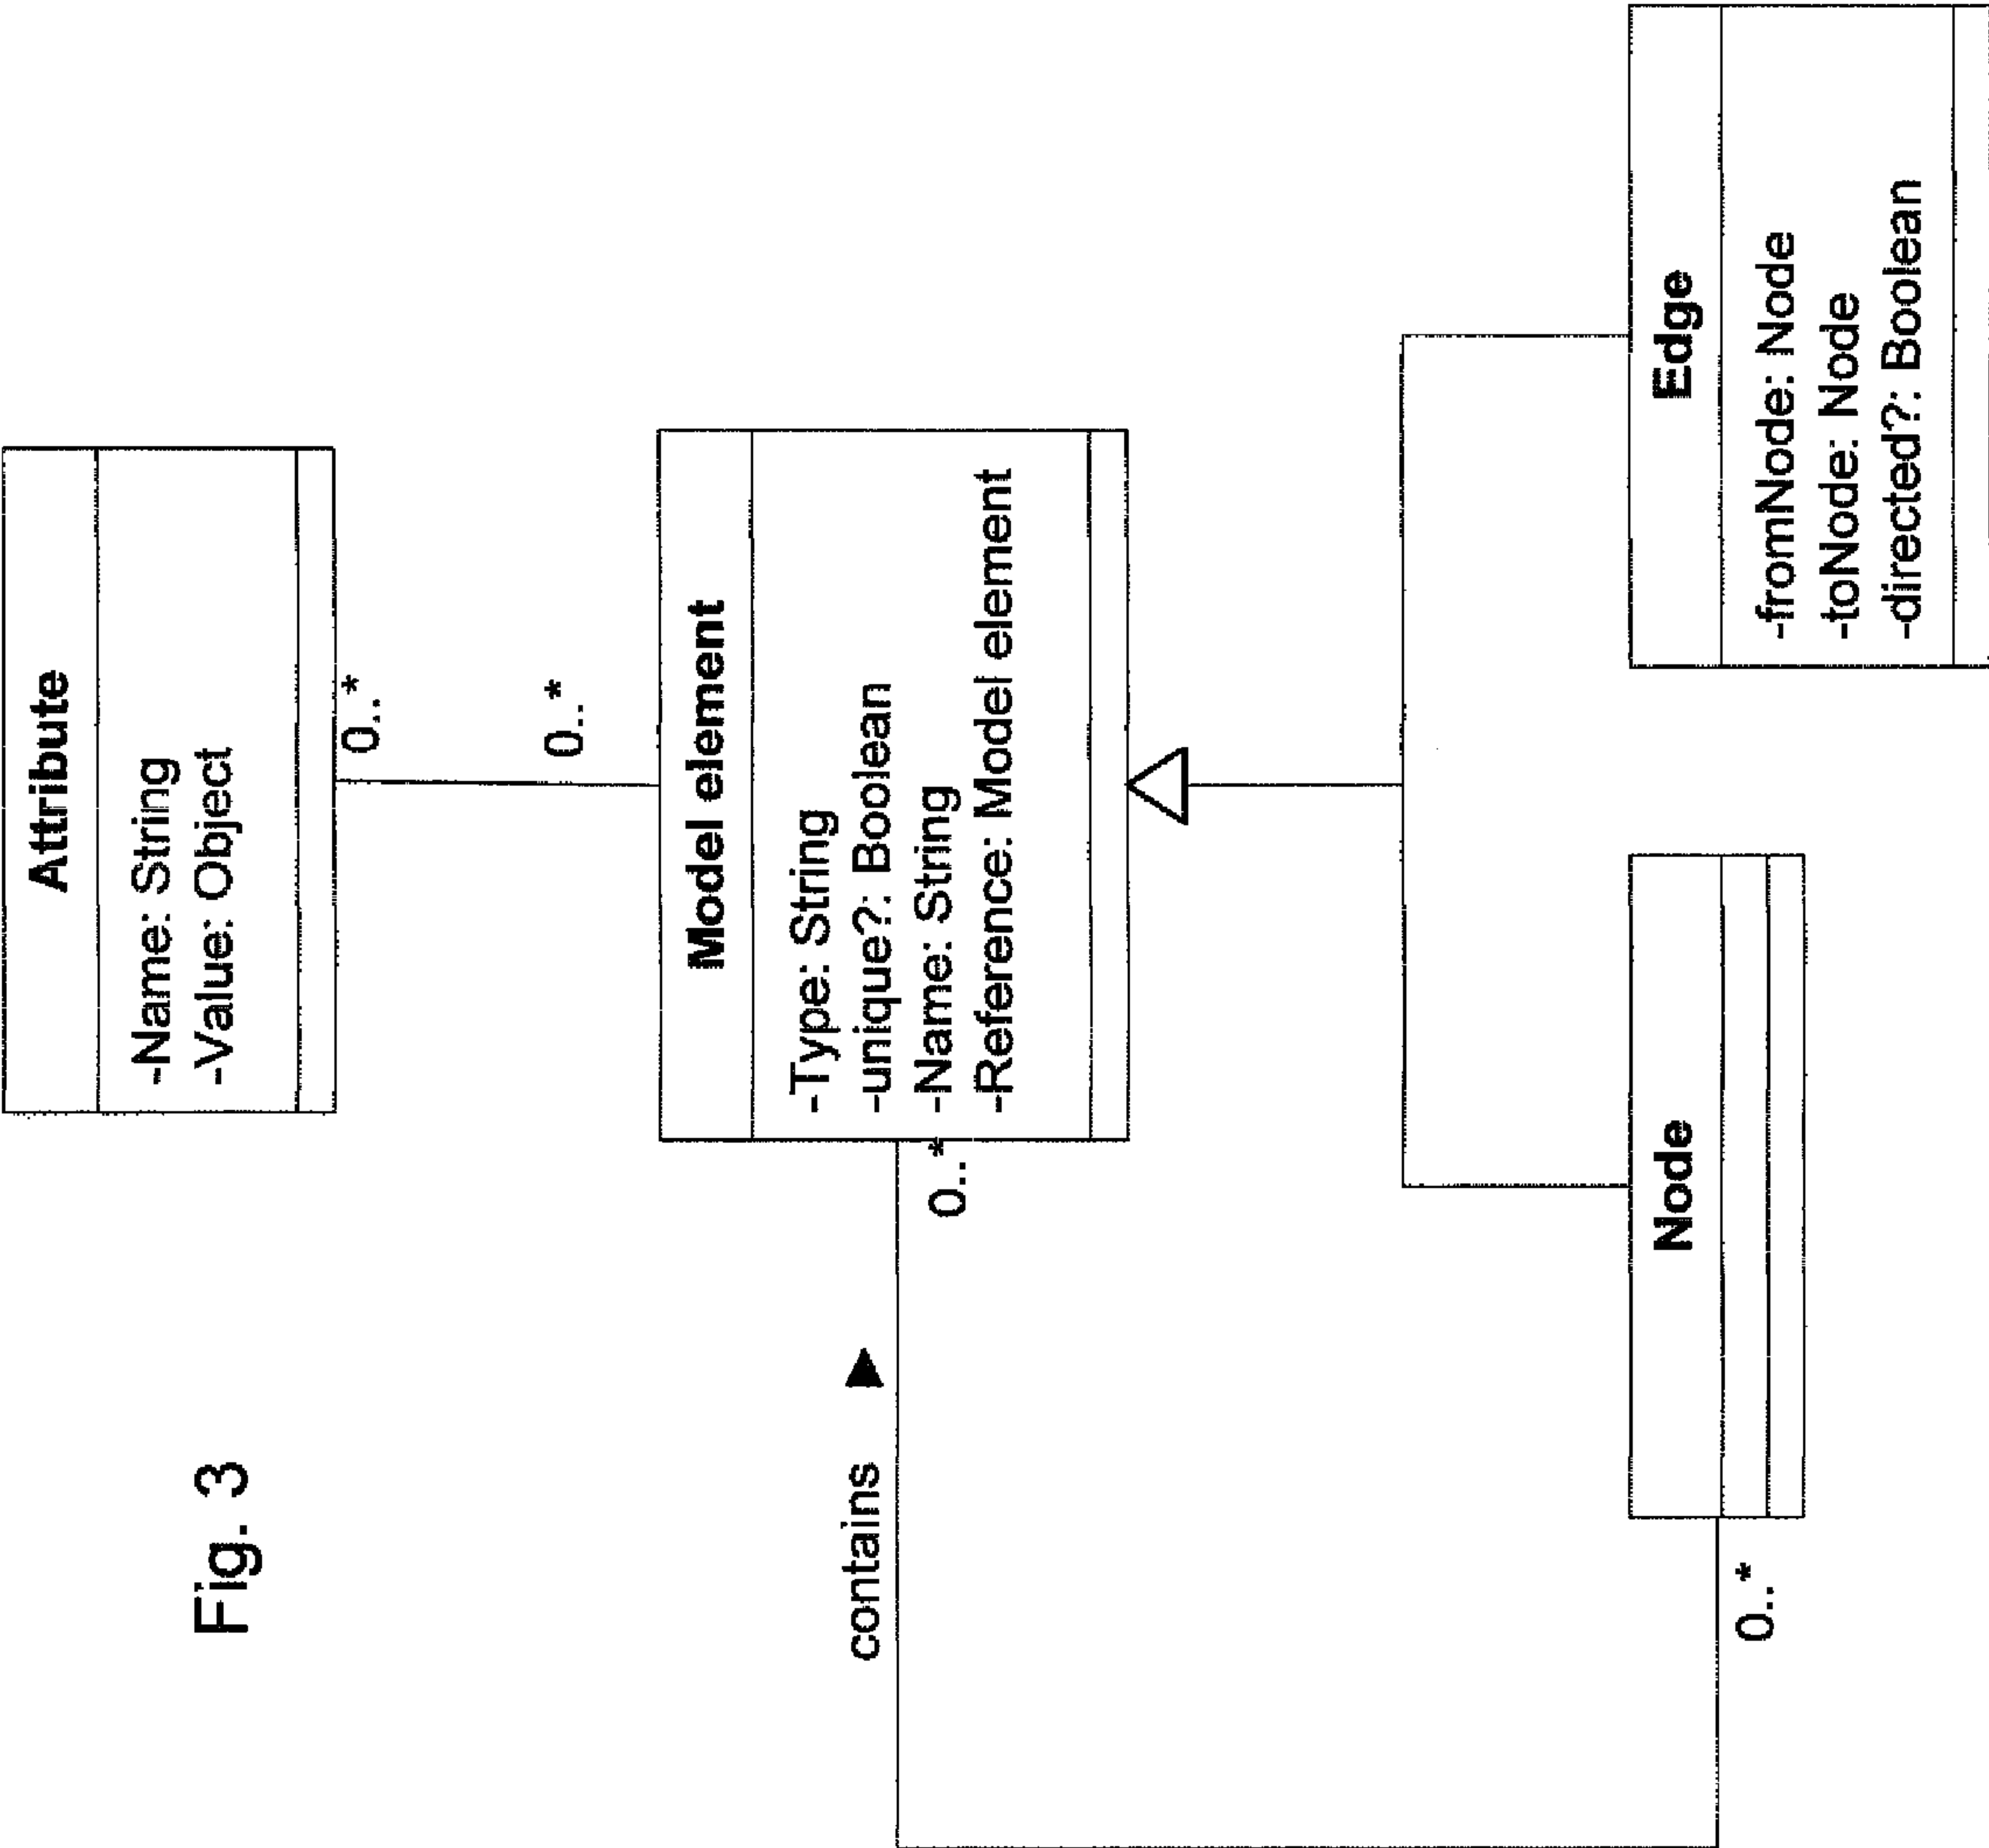 Fig. 3
Attribute
-Name: String
-Value: Object
0..*
0..*
Model element
-Type: String
-unique?: Boolean
-Name: String
-Reference: Model element
contains
0..*
Node
0..*
Edge
-fromNode: Node
-toNode: Node
-directed?: Boolean